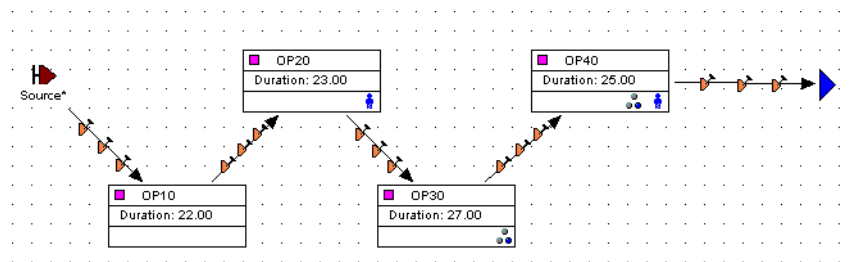 Source*
OP10
Duration: 22.00
OP20
Duration: 23.00
OP30
Duration: 27.00
OP40
Duration: 25.00